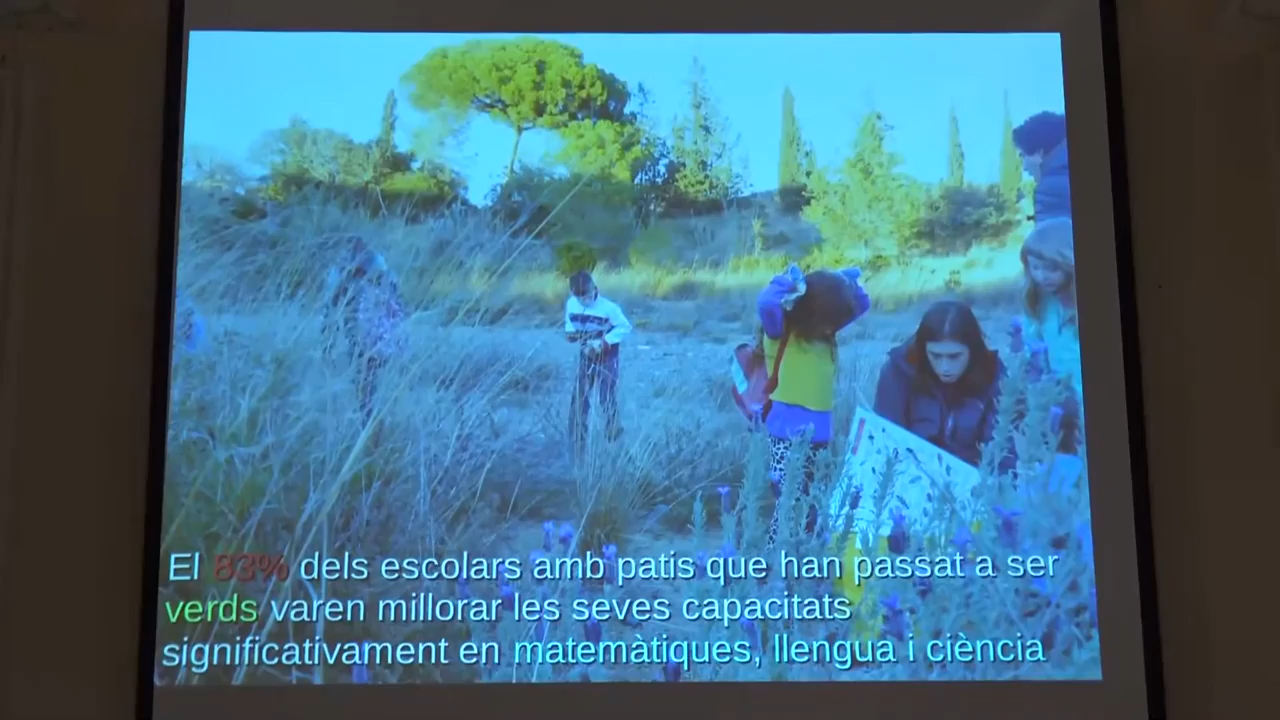 El 83% dels escolars amb patis que han passat a ser
verds varen millorar les seves capacitats
significativament en matemàtiques, llengua i ciència